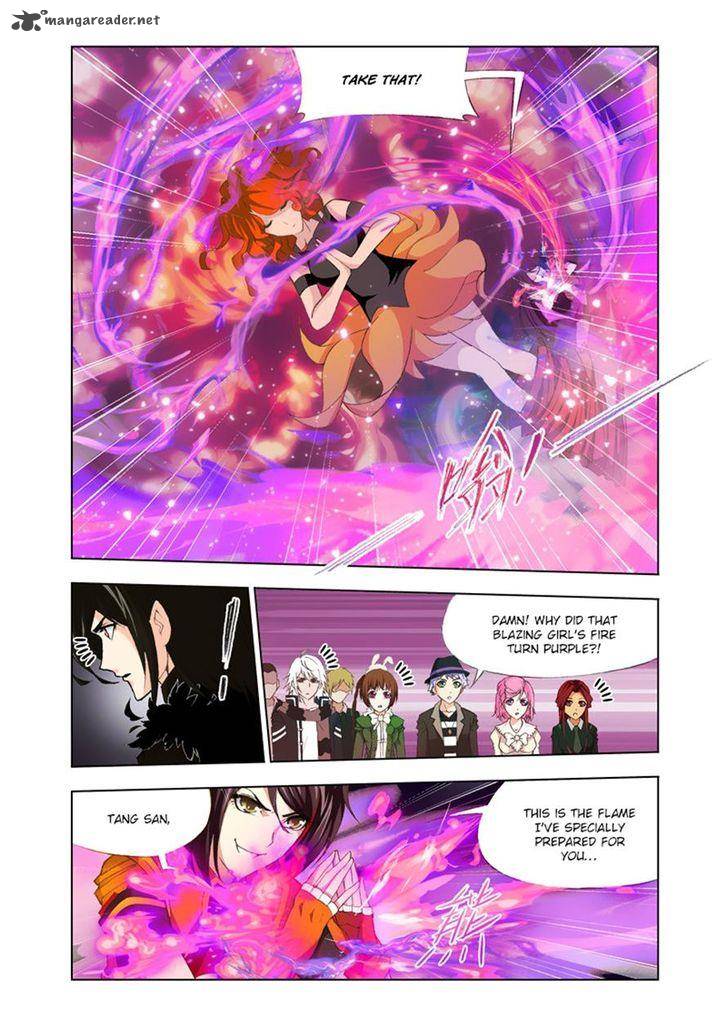 mangareader.net
TAKE THAT!
DAMN! WHY DID THAT
BLAZING GIRL'S FIRE
TURN PURPLE?!
TANG SAN,
THIS IS THE FLAME
I'VE SPECIALLY
PREPARED FOR
YOU...